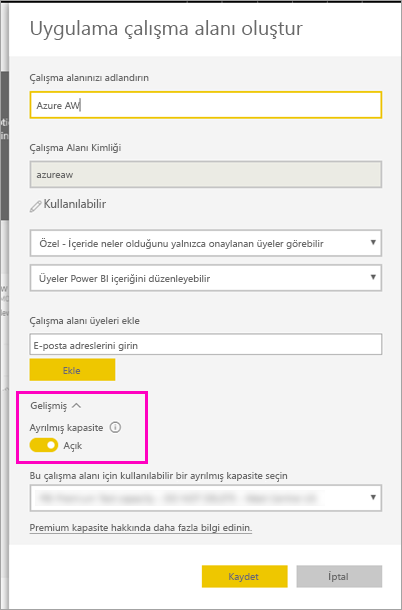 Uygulama çalışma alanı oluştur
Çalışma alanınızı adlandırın
Azure AW
Çalışma Alanı Kimliği
azureaw
Kullanılabilir
Özel - İçeride neler olduğunu yalnızca onaylanan üyeler görebilir
Üyeler Power BI içeriğini düzenleyebilir
Çalışma alanı üyeleri ekle
E-posta adreslerini girin
Ekle
Gelişmiş
Ayrılmış kapasite
Açık
Bu çalışma alanı için kullanılabilir bir ayrılmış kapasite seçin
Premium kapasite hakkında daha fazla bilgi edinin.
Kaydet İptal